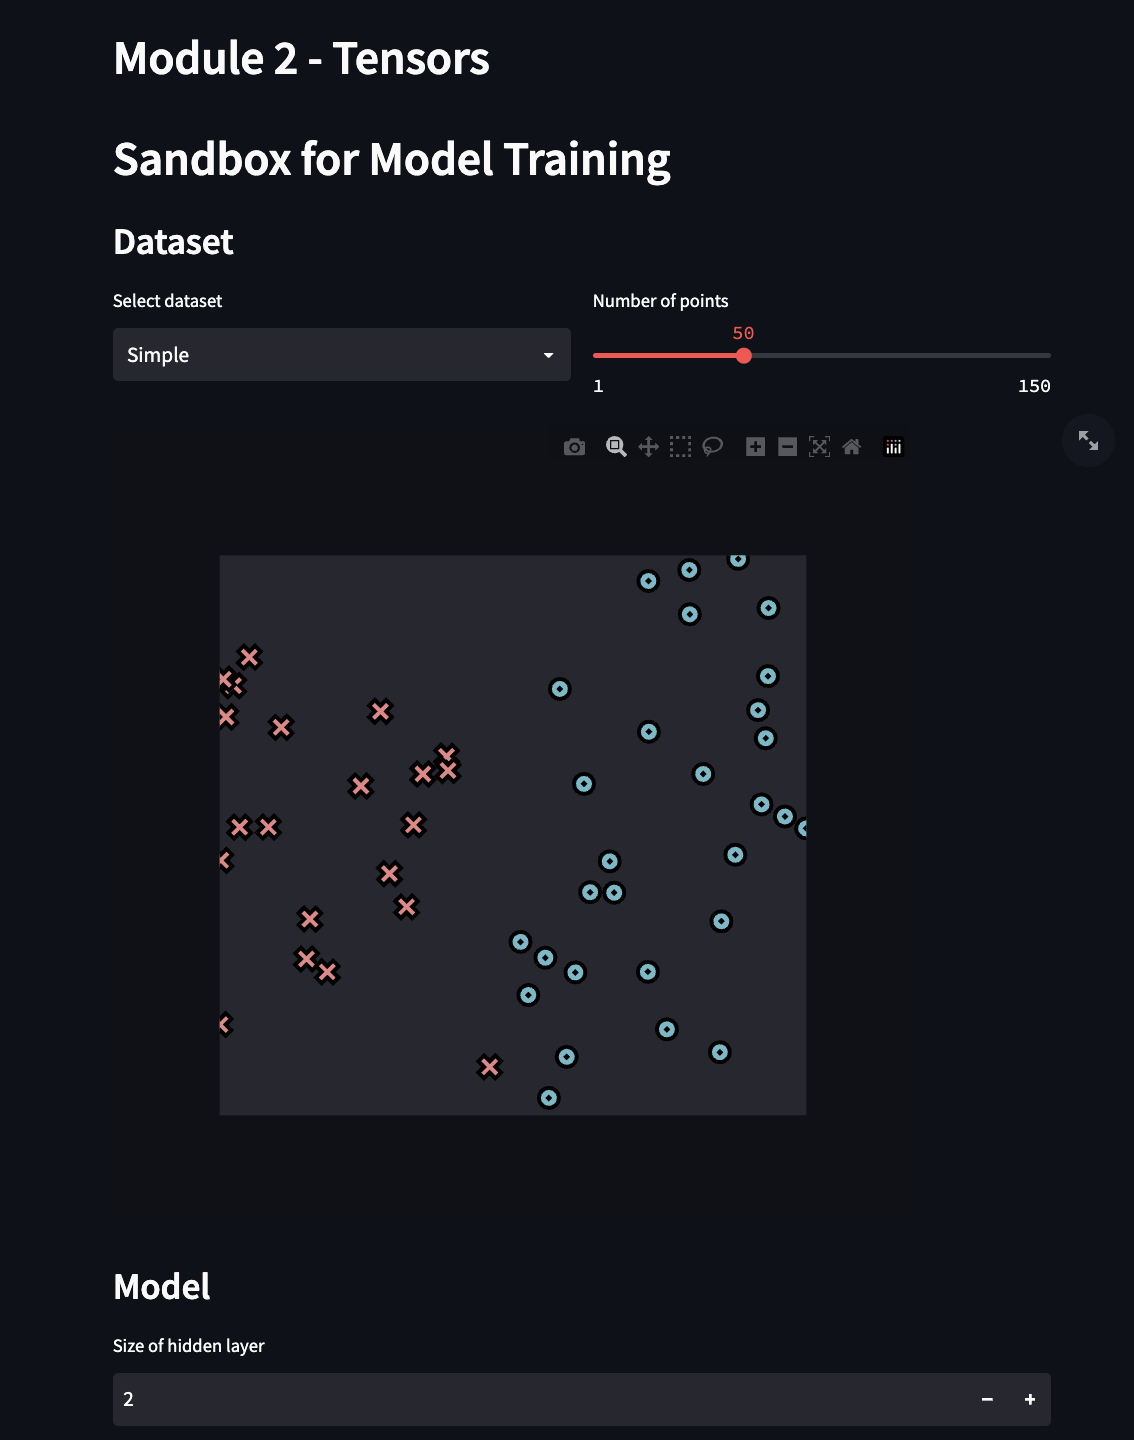 Module 2 - Tensors
Sandbox for Model Training
Dataset
Select dataset
Number of points
Simple
50
1
150
Model
Size of hidden layer
2